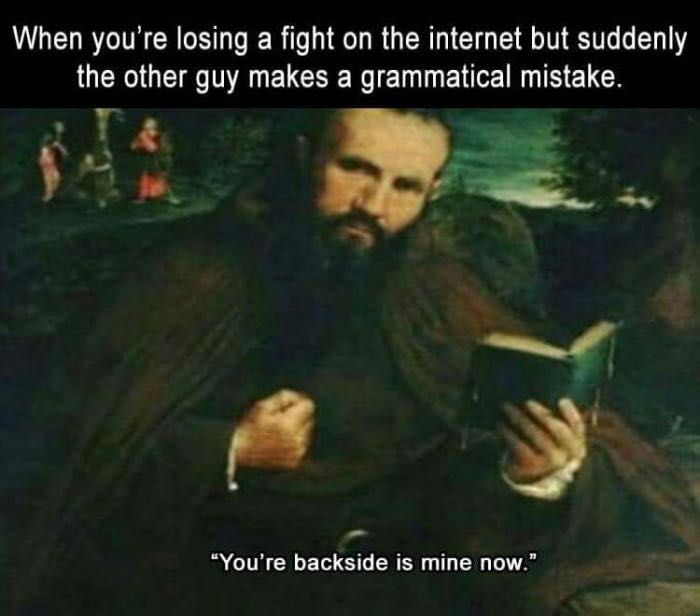 When you're losing a fight on the internet but suddenly
the other guy makes a grammatical mistake.
“You're backside is mine now.”